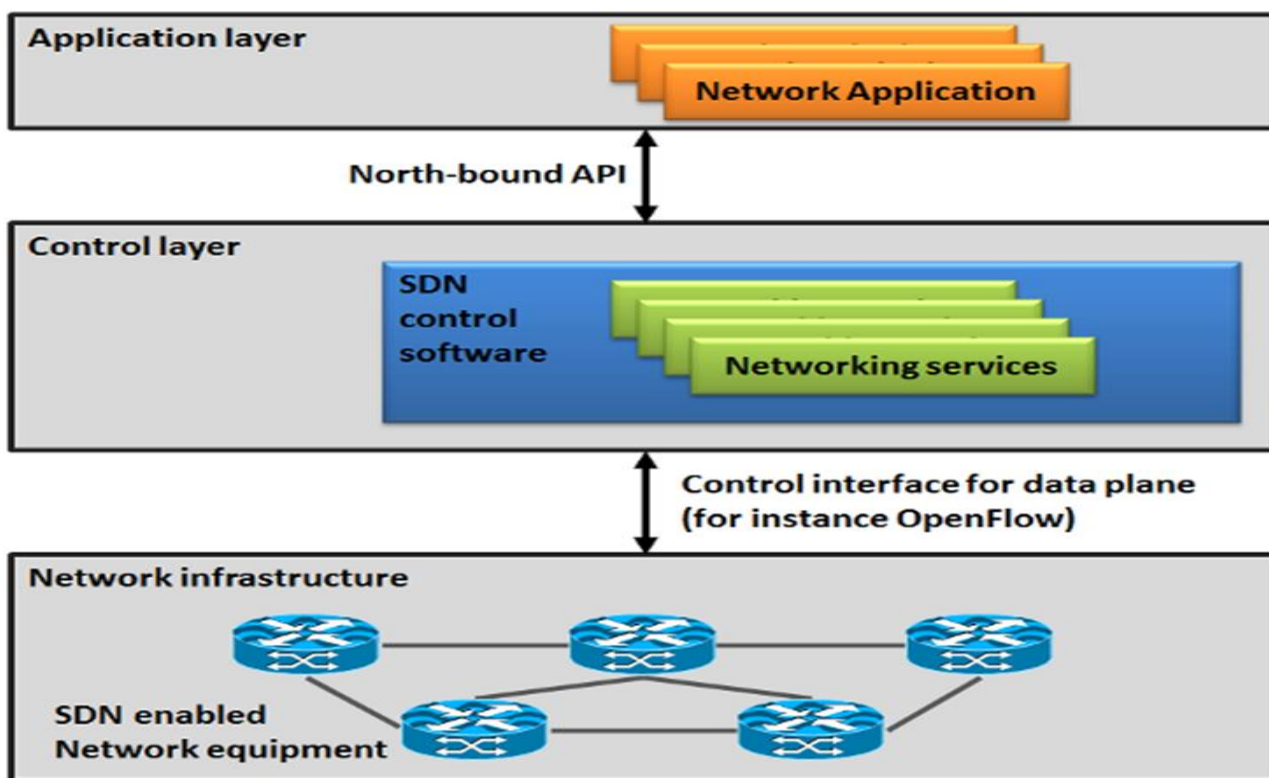 Application layer
Network Application
North-bound API
Control layer
SDN
control
software
Networking services
Control interface for data plane
(for instance OpenFlow)
Network infrastructure
SDN enabled
Network equipment